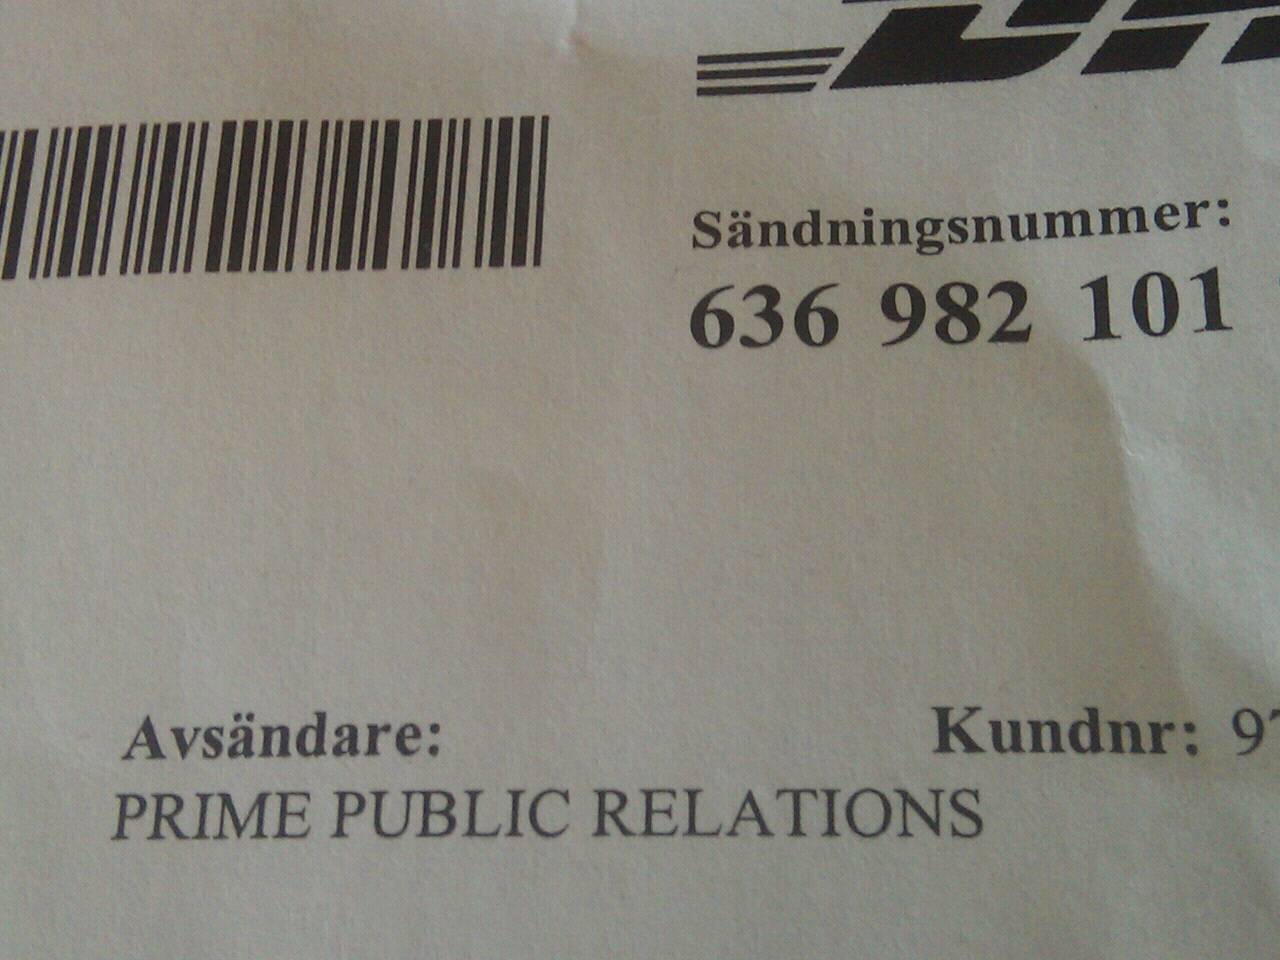 Sändningsnummer:
636 982 101
Avsändare:
Kundnr:
PRIME PUBLIC RELATIONS